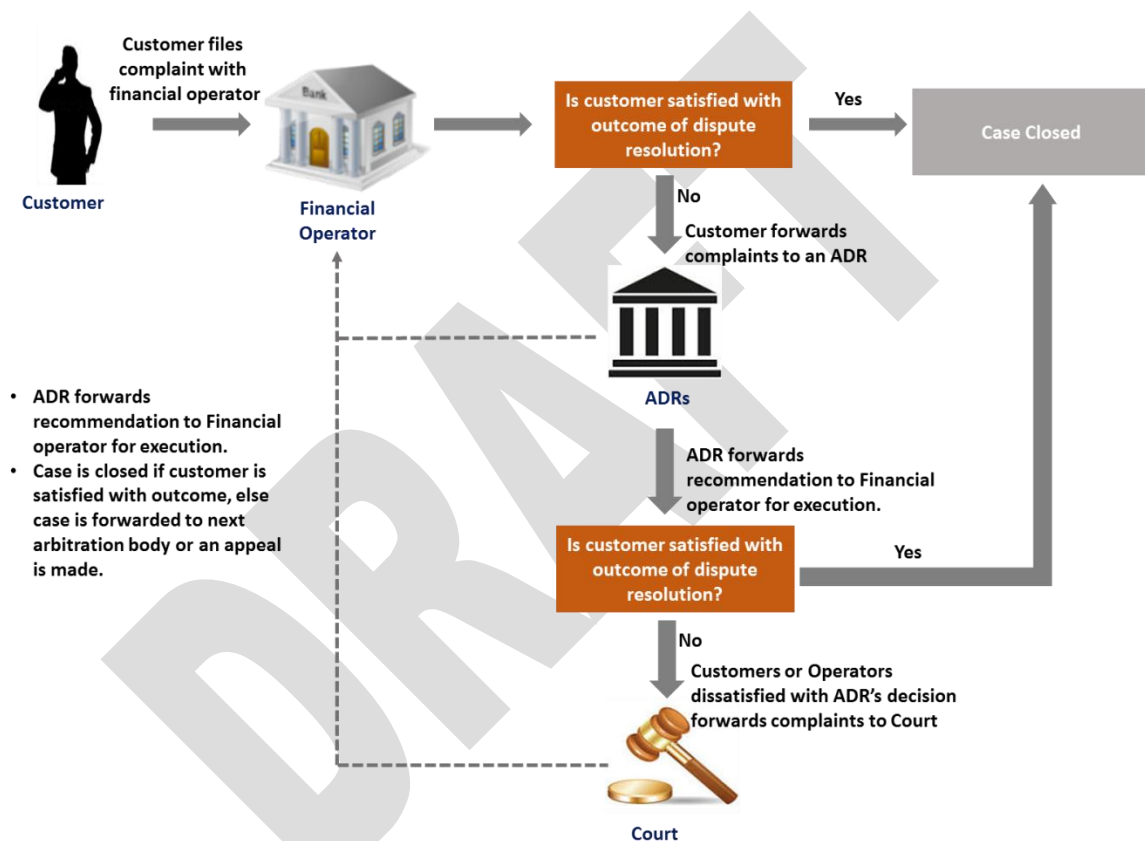 Customer files
complaint with
financial operator
Bank
Customer
Financial
Operator
Is customer satisfied with
outcome of dispute
resolution?
Yes
Case Closed
No
Customer forwards
complaints to an ADR
ADRs
• ADR forwards
recommendation to Financial
operator for execution.
• Case is closed if customer is
satisfied with outcome, else
case is forwarded to next
arbitration body or an appeal
is made.
ADR forwards
recommendation to Financial
operator for execution.
Is customer satisfied with
outcome of dispute
resolution?
Yes
No
Customers or Operators
dissatisfied with ADR's decision
forwards complaints to Court
Court
DRAFT